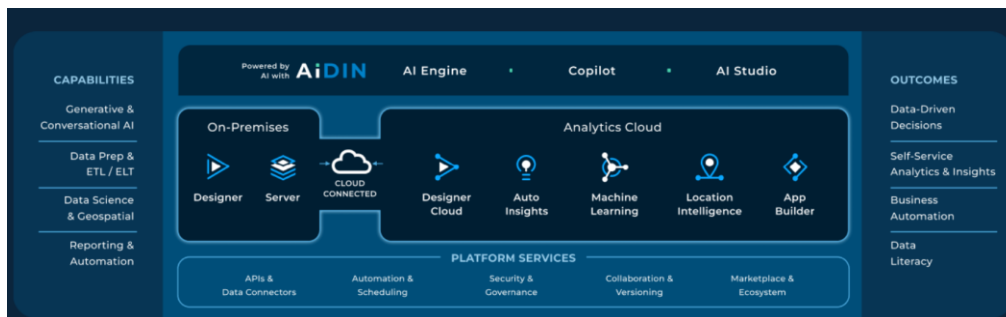 CAPABILITIES
Generative &
Conversational AI
Data Prep &
ETL / ELT
Data Science
& Geospatial
Reporting &
Automation
Powered by
AI with
AiDIN
AI Engine
Copilot
AI Studio
On-Premises
Designer
Server
CLOUD
CONNECTED
Analytics Cloud
Designer
Cloud
Auto
Insights
Machine
Learning
Location
Intelligence
App
Builder
PLATFORM SERVICES
APIs &
Data Connectors
Automation &
Scheduling
Security &
Governance
Collaboration &
Versioning
Marketplace &
Ecosystem
OUTCOMES
Data-Driven
Decisions
Self-Service
Analytics & Insights
Business
Automation
Data
Literacy